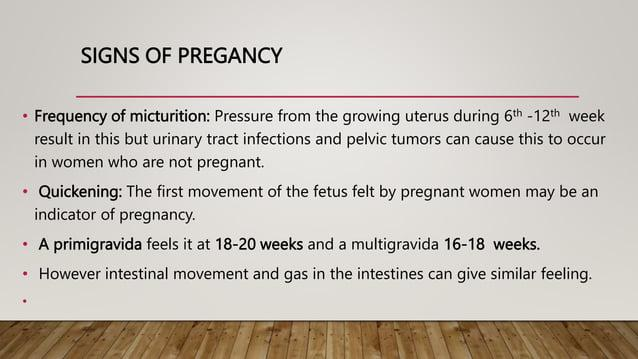 SIGNS OF PREGANCY
• Frequency of micturition: Pressure from the growing uterus during 6th -12th week
result in this but urinary tract infections and pelvic tumors can cause this to occur
in women who are not pregnant.
• Quickening: The first movement of the fetus felt by pregnant women may be an
indicator of pregnancy.
• A primigravida feels it at 18-20 weeks and a multigravida 16-18 weeks.
• However intestinal movement and gas in the intestines can give similar feeling.
•